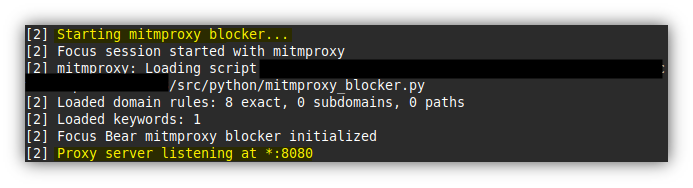 [2] Starting mitmproxy blocker...
[2] Focus session started with mitmproxy
[2] mitmproxy: Loading script
/src/python/mitmproxy_blocker.py
[2] Loaded domain rules: 8 exact, 0 subdomains, 0 paths
[2] Loaded keywords: 1
[2] Focus Bear mitmproxy blocker initialized
[2] Proxy server listening at *:8080